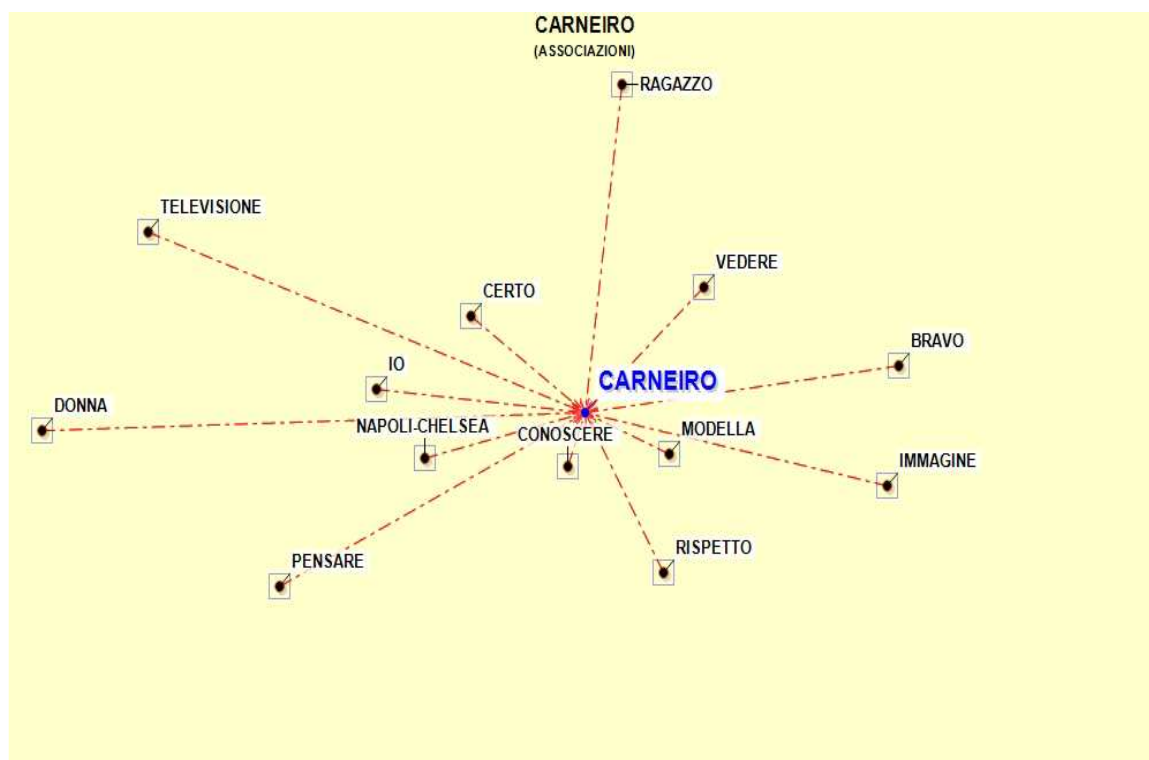 CARNEIRO
(ASSOCIAZIONI)
RAGAZZO
TELEVISIONE
VEDERE
CERTO
BRAVO
IO
CARNEIRO
DONNA
NAPOLI-CHELSEA
CONOSCERE
MODELLA
IMMAGINE
RISPETTO
PENSARE